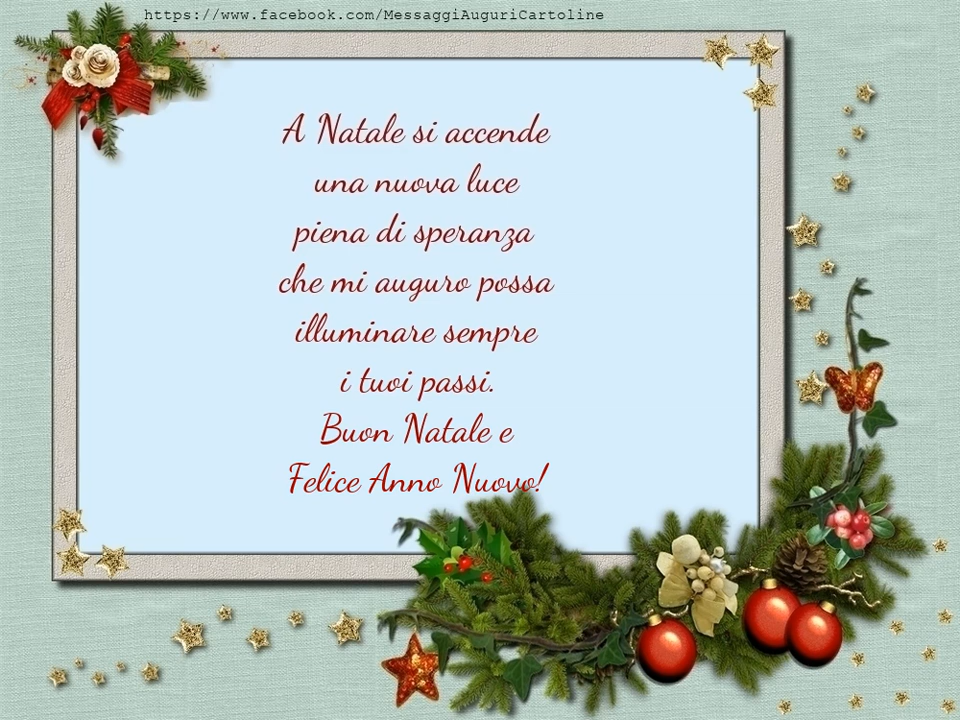 https://www.facebook.com/MessaggiAuguriCartoline
A Natale si accende
una nuova luce
piena di speranza
che mi auguro possa
illuminare sempre
i tuoi passi.
Buon Natale e
Felice Anno Nuovo!